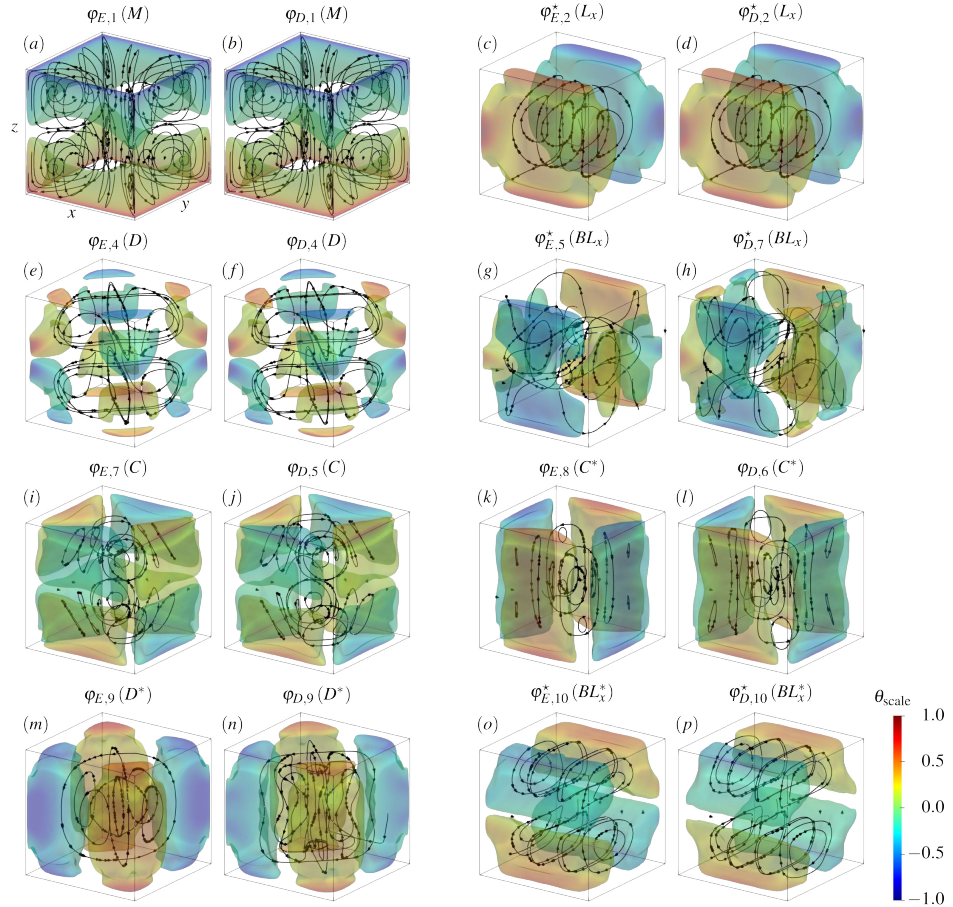 φ_{E,1} (M) φ_{D,1} (M) φ^⋆_{E,2} (L_x) φ^⋆_{D,2} (L_x)
(a) (b) (c) (d)
z
x y
φ_{E,4} (D) φ_{D,4} (D) φ^⋆_{E,5} (BL_x) φ^⋆_{D,7} (BL_x)
(e) (f) (g) (h)
φ_{E,7} (C) φ_{D,5} (C) φ_{E,8} (C*) φ_{D,6} (C*)
(i) (j) (k) (l)
φ_{E,9} (D*) φ_{D,9} (D*) φ^⋆_{E,10} (BL^*_x) φ^⋆_{D,10} (BL^*_x)
(m) (n) (o) (p)
θ_{scale}
1.0
0.5
0.0
−0.5
−1.0